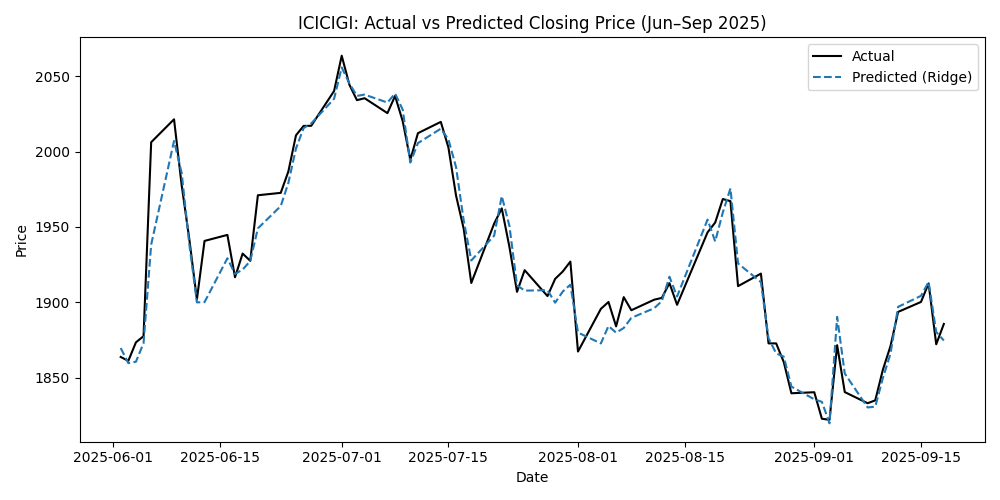 ICICIGI: Actual vs Predicted Closing Price (Jun–Sep 2025)
Actual
Predicted (Ridge)
Price
2050
2000
1950
1900
1850
2025-06-01 2025-06-15 2025-07-01 2025-07-15 2025-08-01 2025-08-15 2025-09-01 2025-09-15
Date